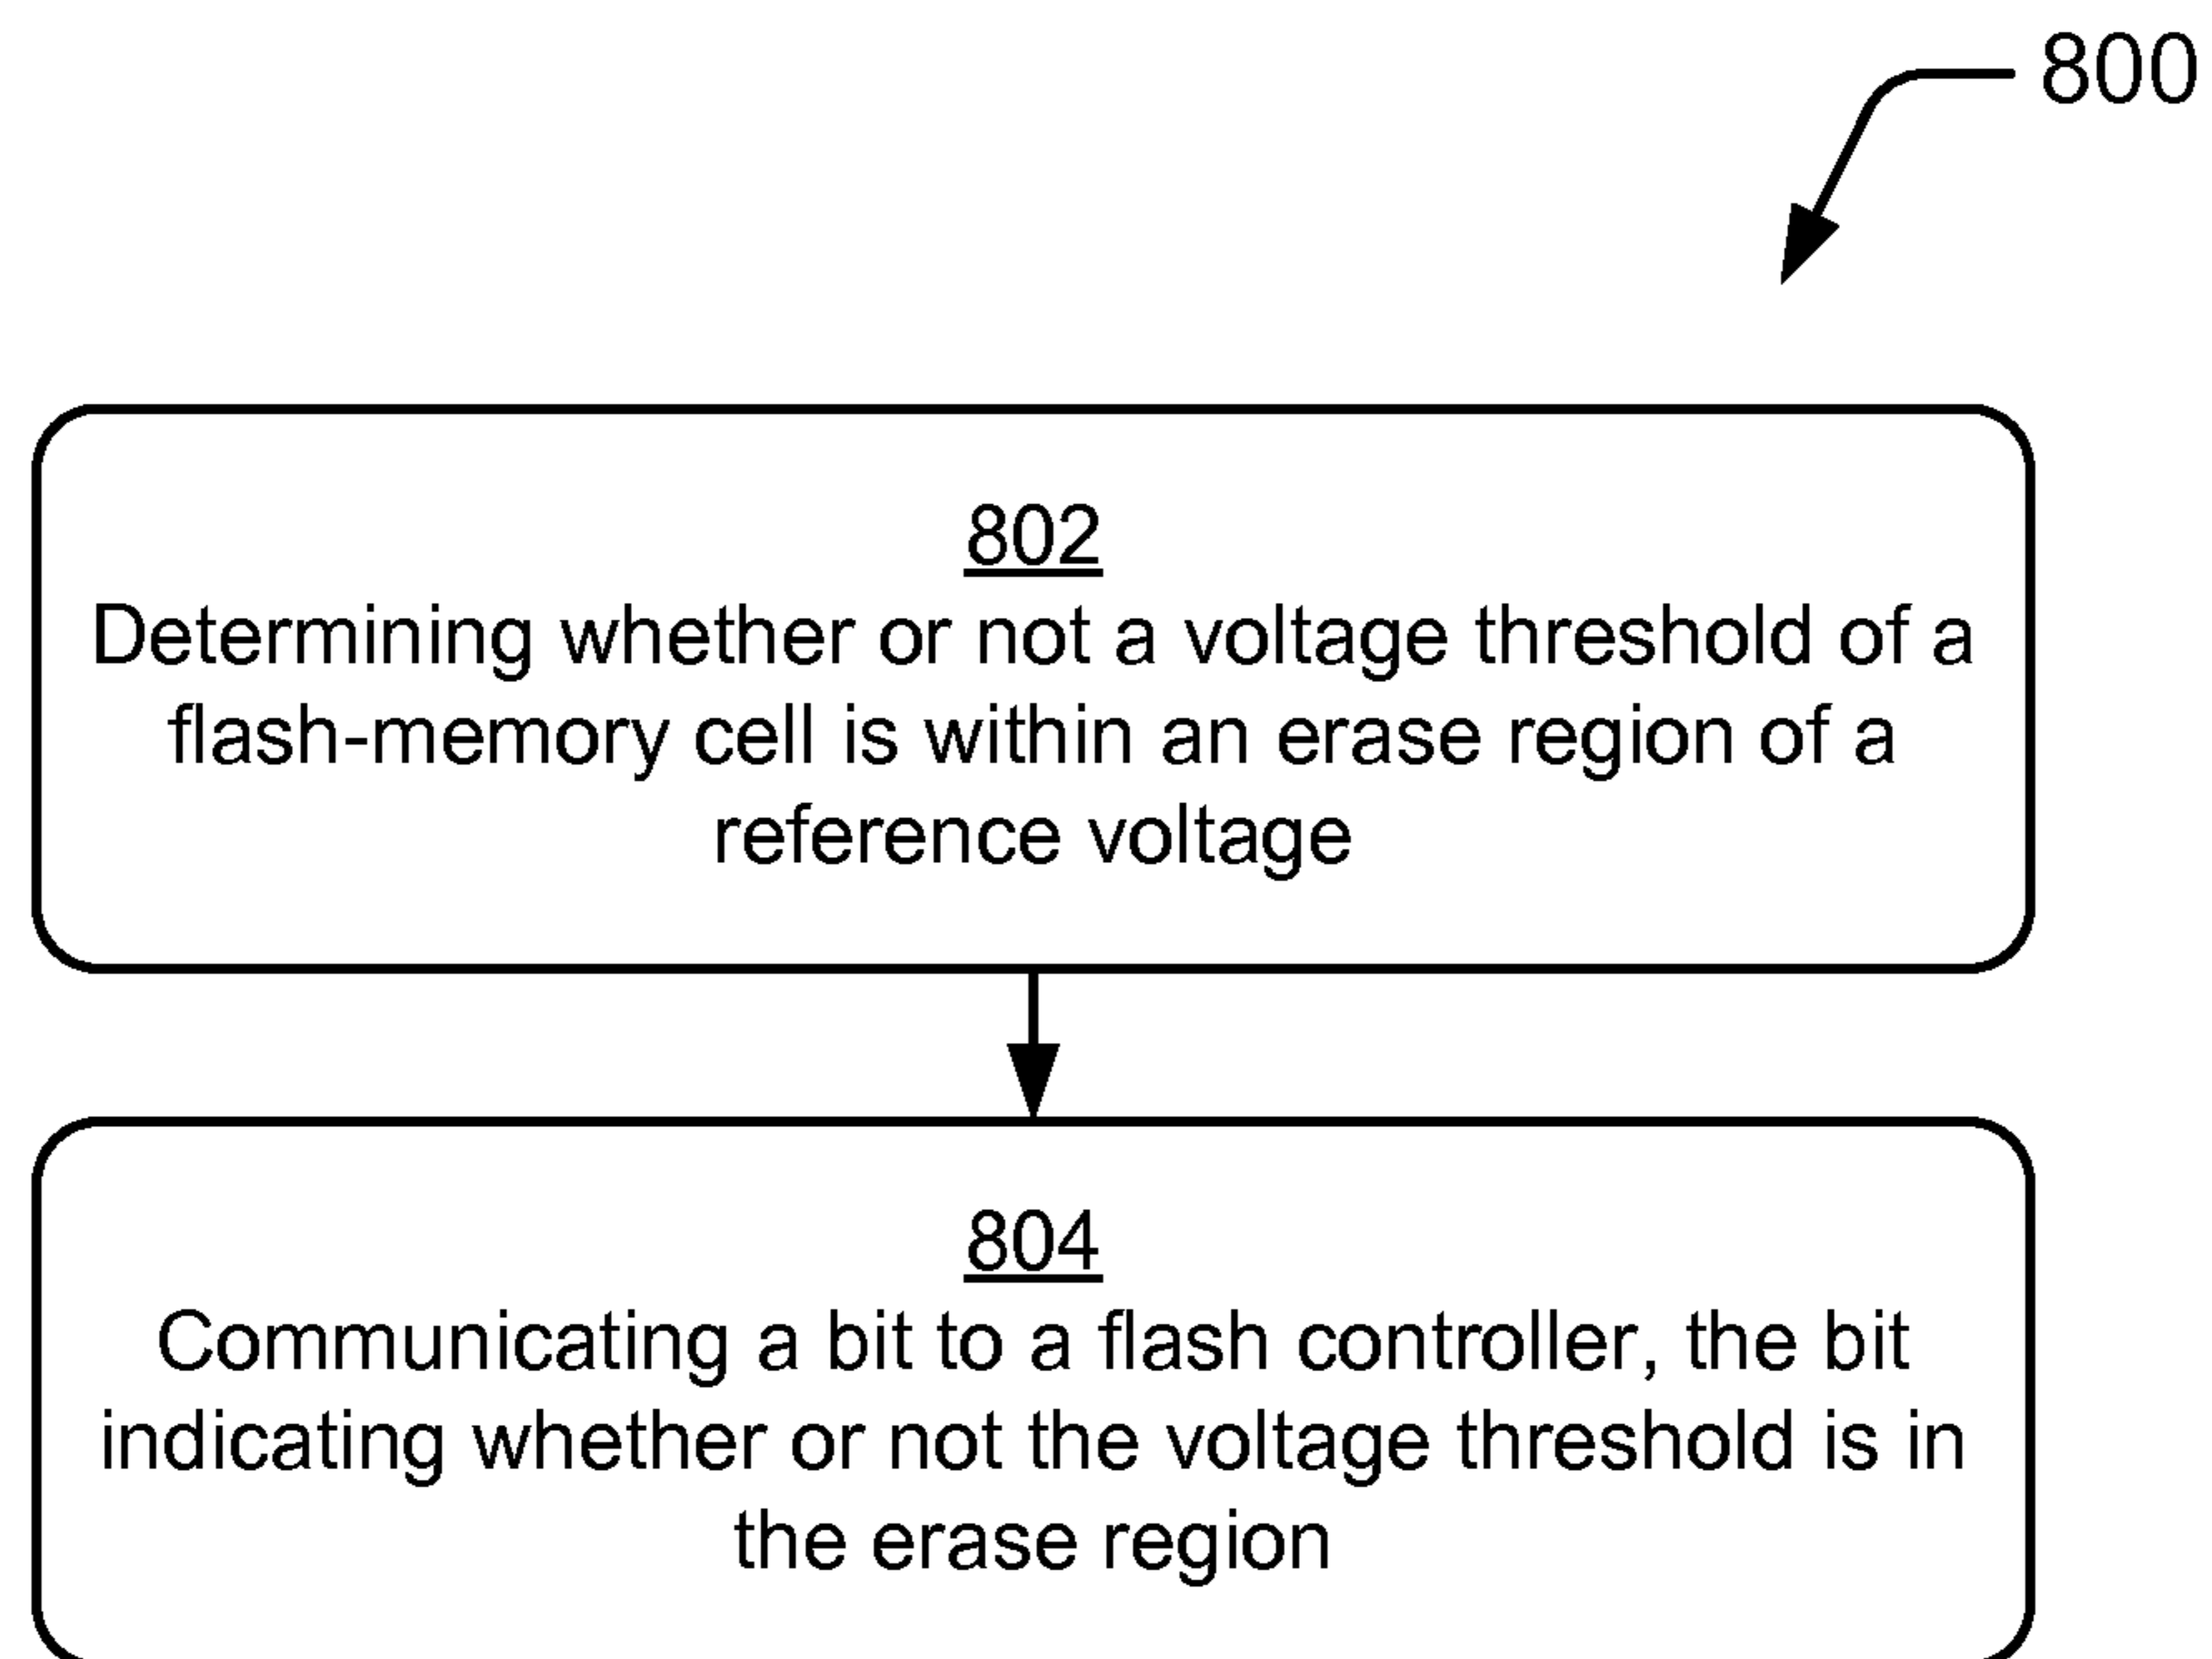 800
802
Determining whether or not a voltage threshold of a
flash-memory cell is within an erase region of a
reference voltage
804
Communicating a bit to a flash controller, the bit
indicating whether or not the voltage threshold is in
the erase region